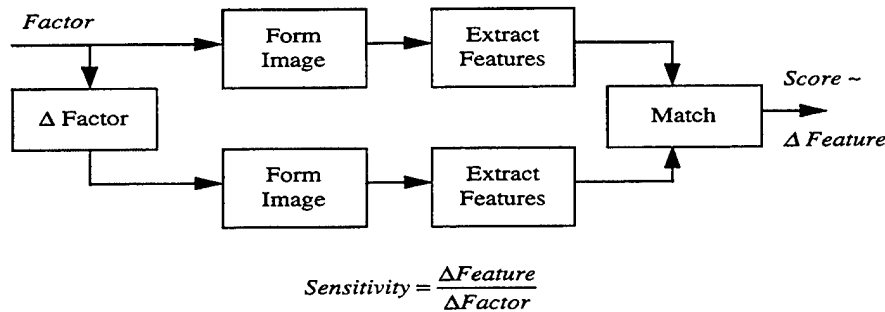 Factor
Form
Image
Extract
Features
Δ Factor
Match
Score ~
Δ Feature
Form
Image
Extract
Features
Sensitivity = ΔFeature
ΔFactor